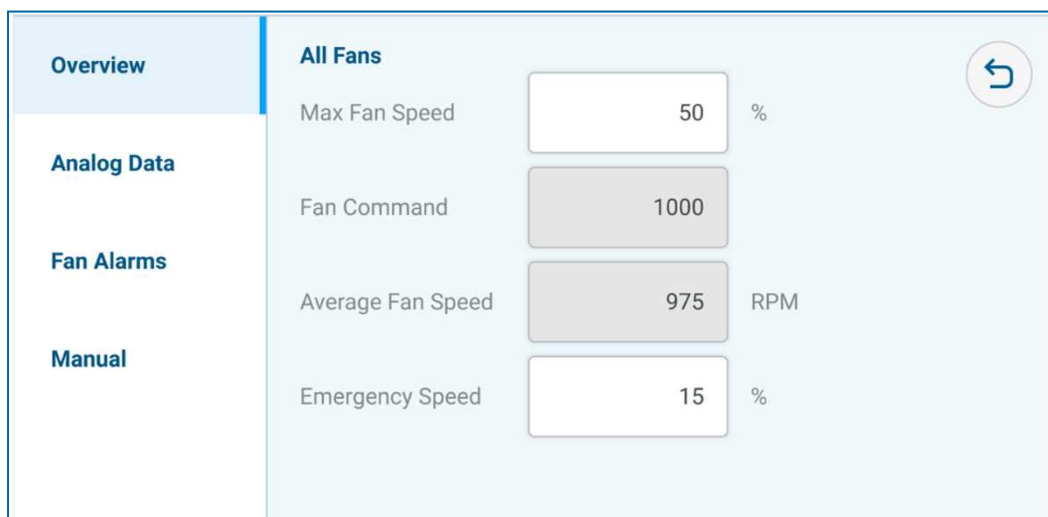 Overview
Analog Data
Fan Alarms
Manual
All Fans
Max Fan Speed 50 %
Fan Command 1000
Average Fan Speed 975 RPM
Emergency Speed 15 %